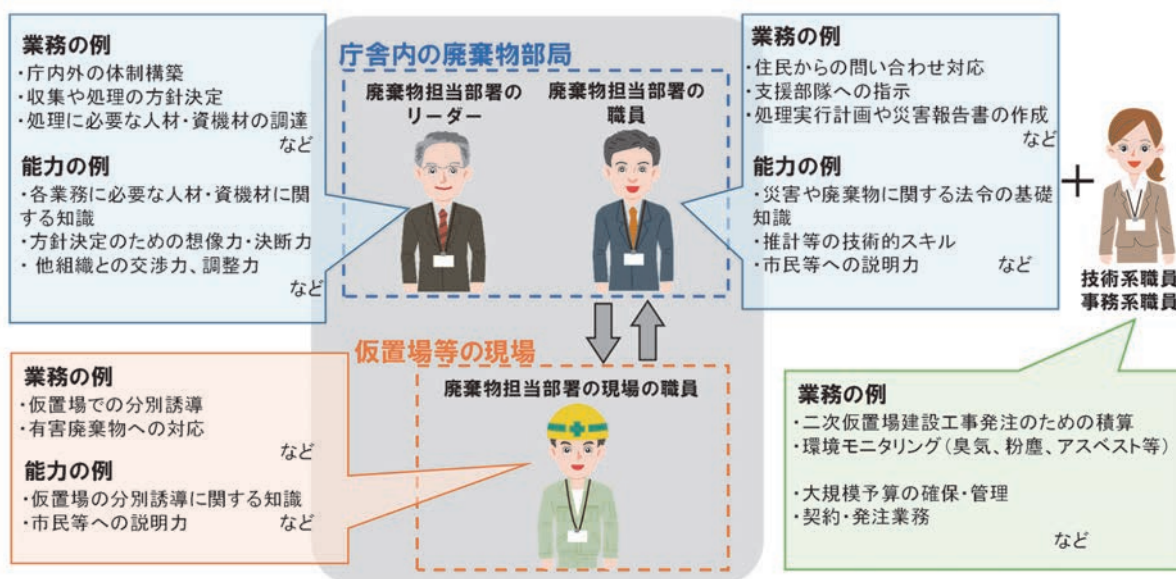 業務の例
・庁内外の体制構築
・収集や処理の方針決定
・処理に必要な人材・資機材の調達
など
能力の例
・各業務に必要な人材・資機材に関
する知識
・方針決定のための想像力・決断力
・他組織との交渉力、調整力
など
庁舎内の廃棄物部局
廃棄物担当部署の
リーダー
廃棄物担当部署の
職員
業務の例
・住民からの問い合わせ対応
・支援部隊への指示
・処理実行計画や災害報告書の作成
など
能力の例
・災害や廃棄物に関する法令の基礎
知識
・推計等の技術的スキル
・市民等への説明力 など
+
技術系職員
事務系職員
仮置場等の現場
廃棄物担当部署の現場の職員
業務の例
・仮置場での分別誘導
・有害廃棄物への対応
など
能力の例
・仮置場の分別誘導に関する知識
・市民等への説明力 など
業務の例
・二次仮置場建設工事発注のための積算
・環境モニタリング(臭気、粉塵、アスベスト等)
・大規模予算の確保・管理
・契約・発注業務
など